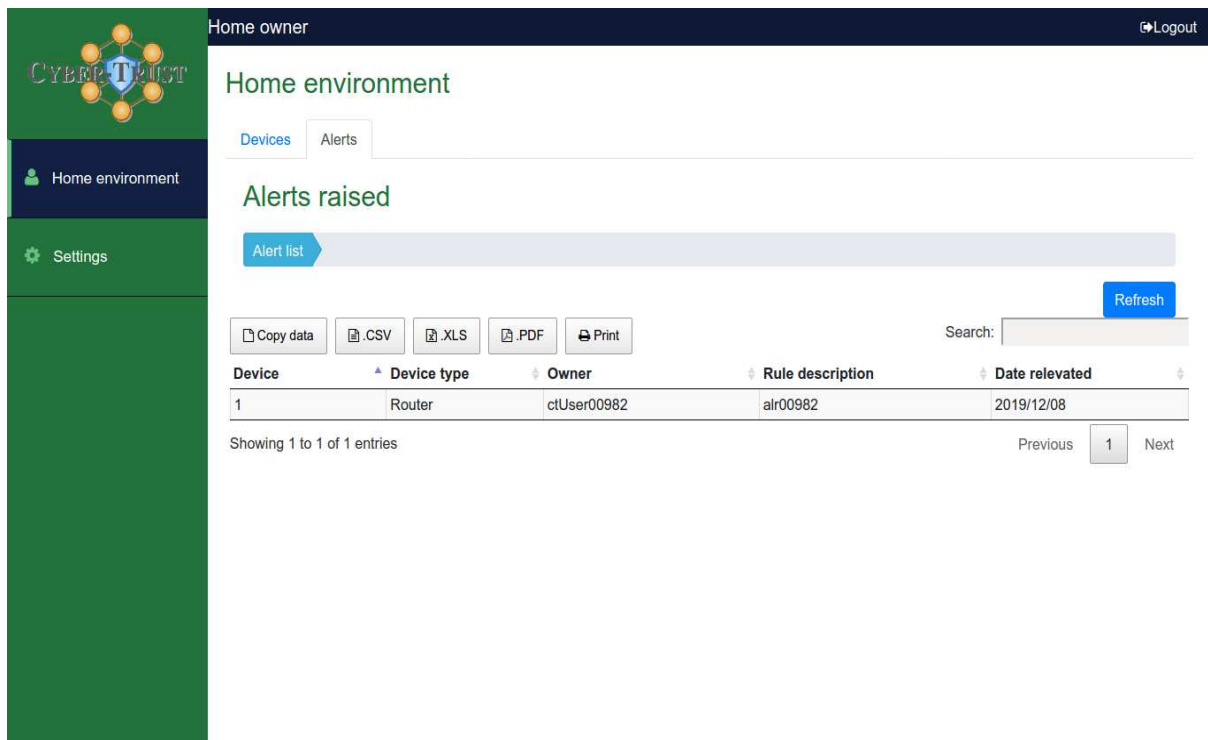 CYBER-TRUST
Home owner
Logout
Home environment
Devices Alerts
Home environment
Alerts raised
Settings
Alert list
Refresh
Copy data .CSV .XLS .PDF Print Search:
Device Device type Owner Rule description Date relevated
1 Router ctUser00982 alr00982 2019/12/08
Showing 1 to 1 of 1 entries Previous 1 Next